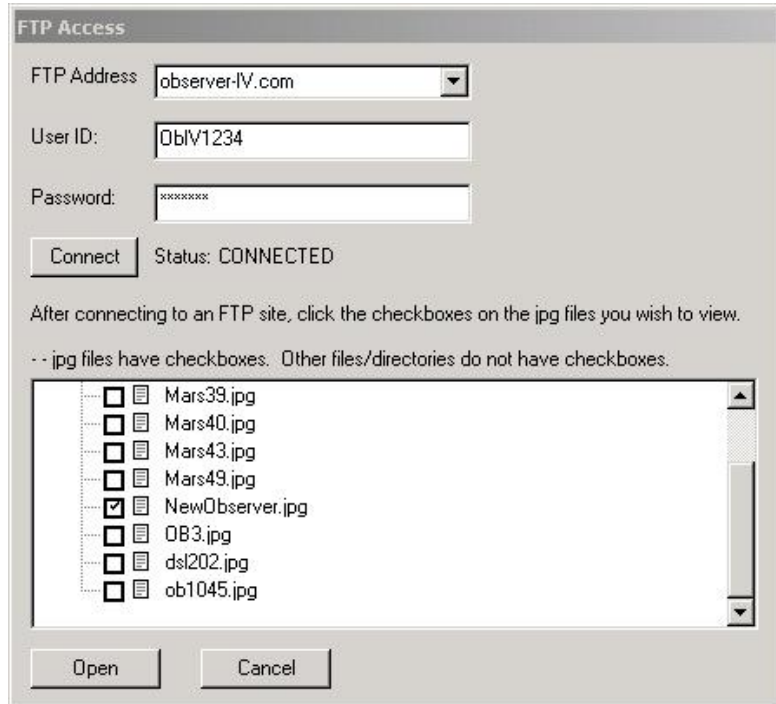 FTP Access
FTP Address observer-IV.com
User ID: ObIV1234
Password: *******
Connect Status: CONNECTED
After connecting to an FTP site, click the checkboxes on the jpg files you wish to view.
- - jpg files have checkboxes. Other files/directories do not have checkboxes.
Mars39.jpg
Mars40.jpg
Mars43.jpg
Mars49.jpg
NewObserver.jpg
OB3.jpg
dsl202.jpg
ob1045.jpg
Open Cancel